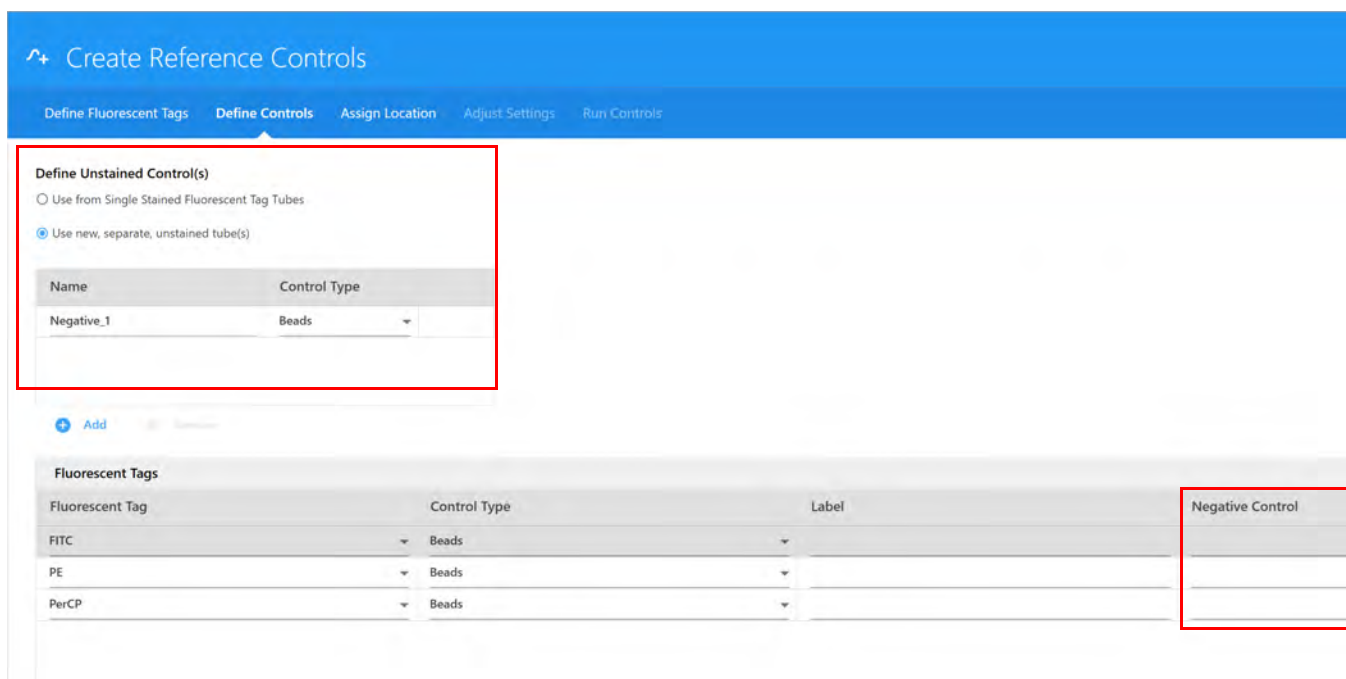 Create Reference Controls
Define Fluorescent Tags Define Controls Assign Location Adjust Settings Run Controls
Define Unstained Control(s)
Use from Single Stained Fluorescent Tag Tubes
Use new, separate, unstained tube(s)
Name Control Type
Negative_1 Beads
Add
Fluorescent Tags
Fluorescent Tag Control Type Label Negative Control
FITC Beads
PE Beads
PerCP Beads